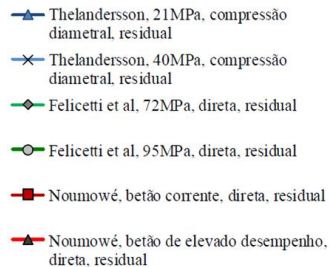 Thelandersson, 21MPa, compressão
diametral, residual
Thelandersson, 40MPa, compressão
diametral, residual
Felicetti et al, 72MPa, direta, residual
Felicetti et al, 95MPa, direta, residual
Noumowé, betão corrente, direta, residual
Noumowé, betão de elevado desempenho,
direta, residual